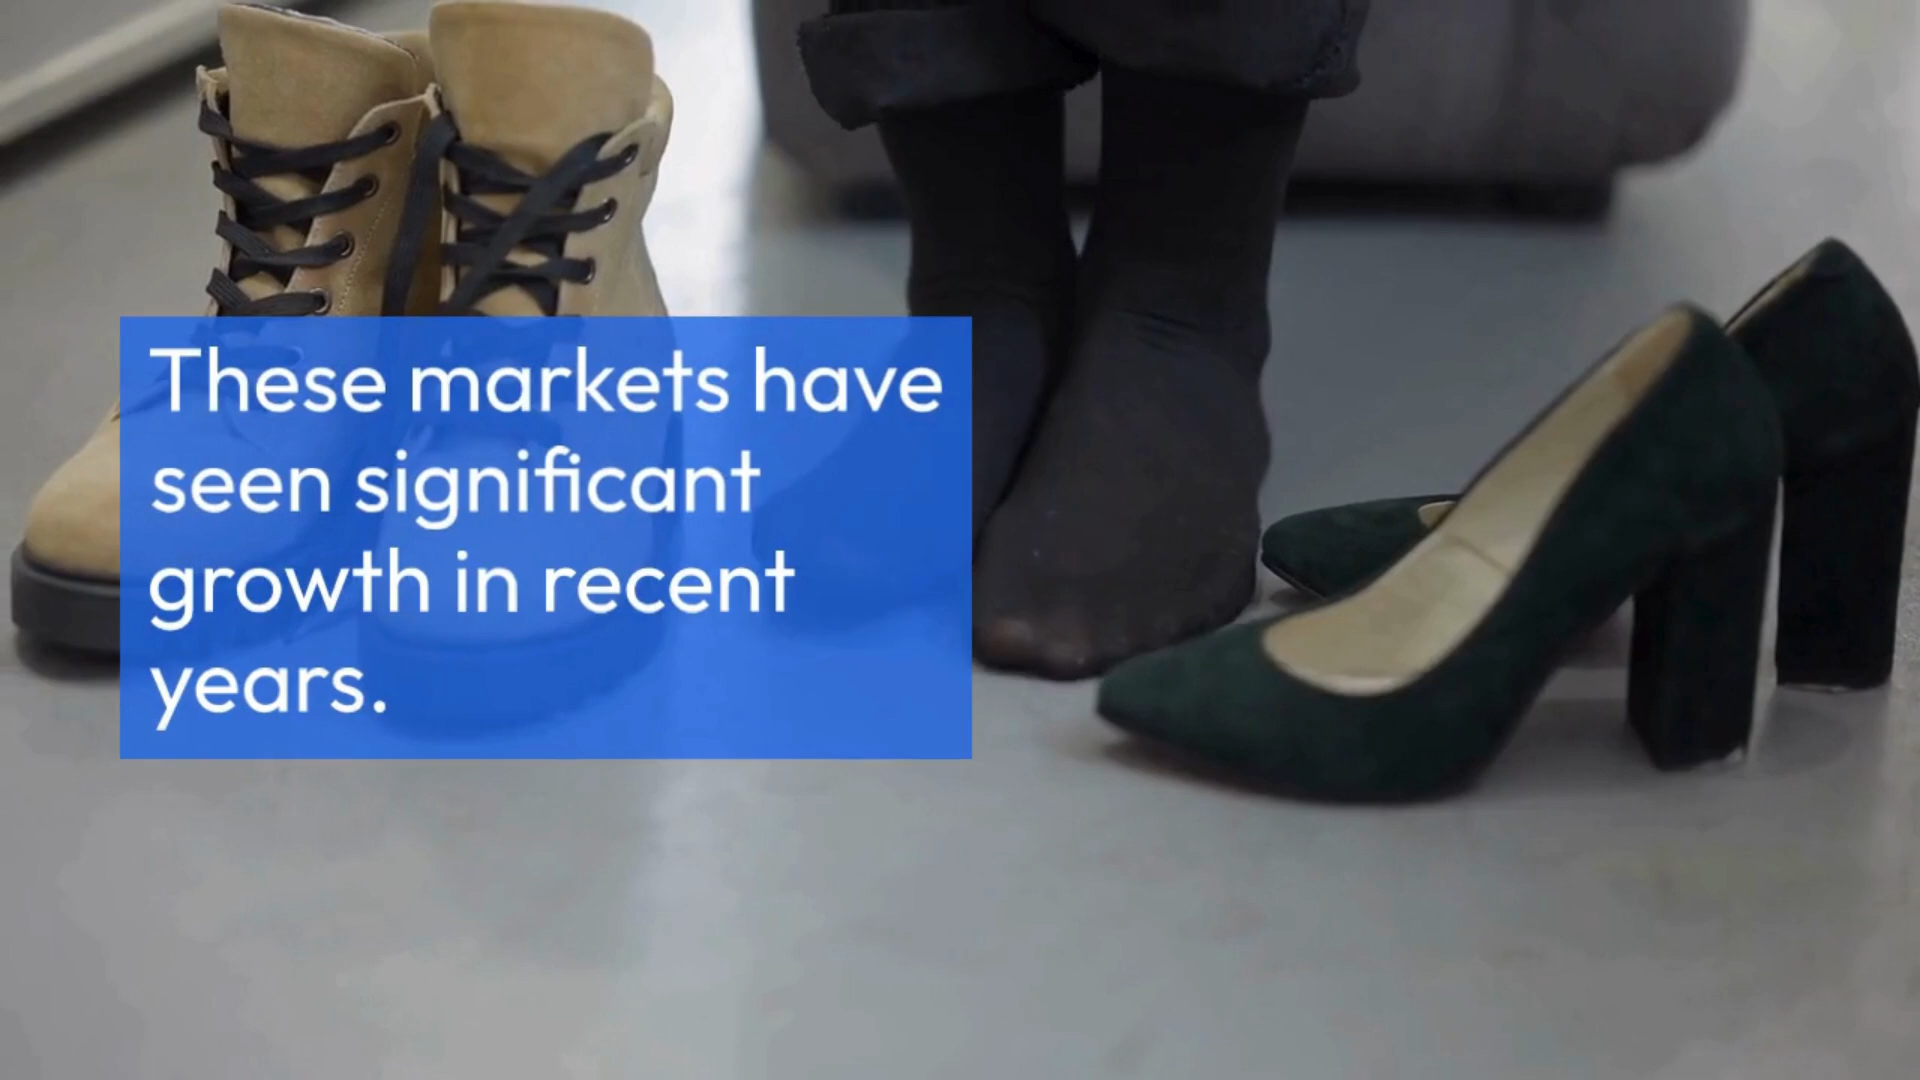 These markets have
seen significant
growth in recent
years.